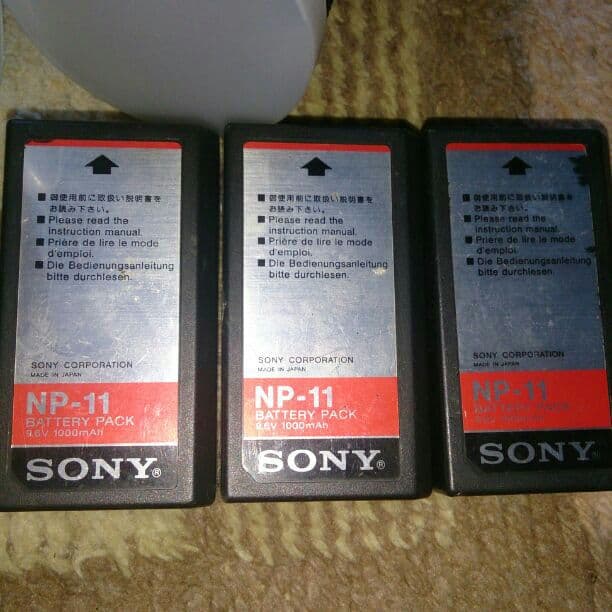 ■ 御使用前に取扱い説明書を
お読み下さい。
■ Please read the
instruction manual.
■ Prière de lire le mode
d'emploi.
■ Die Bedienungsanleitung
bitte durchlesen.
SONY CORPORATION
MADE IN JAPAN
NP-11
BATTERY PACK
9.6V 1000mAh
SONY®
■ 御使用前に取扱い説明書を
お読み下さい。
■ Please read the
instruction manual.
■ Prière de lire le mode
d'emploi.
■ Die Bedienungsanleitung
bitte durchlesen.
SONY CORPORATION
MADE IN JAPAN
NP-11
BATTERY PACK
9.6V 1000mAh
SONY®
■ 御使用前に取扱い説明書を
お読み下さい。
■ Please read the
instruction manual.
■ Prière de lire le mode
d'emploi.
■ Die Bedienungsanleitung
bitte durchlesen.
SONY CORPORATION
MADE IN JAPAN
NP-11
BATTERY PACK
SONY®